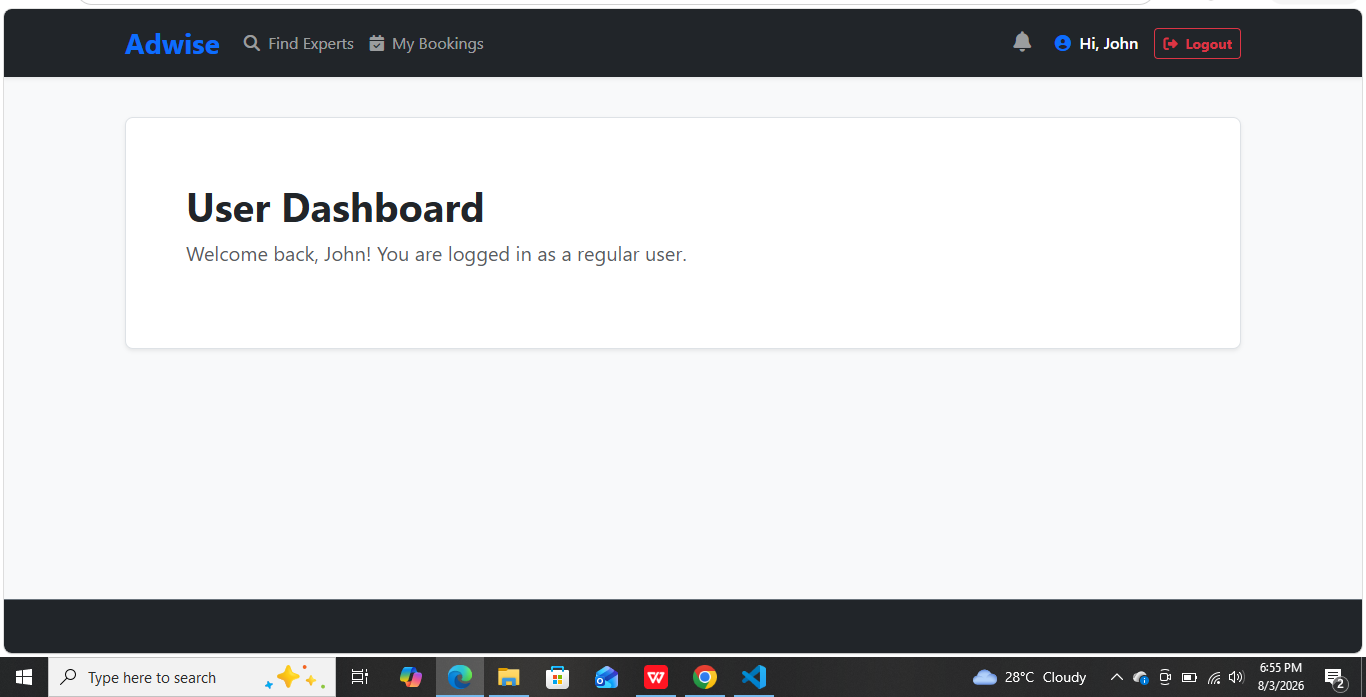 Adwise Find Experts My Bookings Hi, John Logout
User Dashboard
Welcome back, John! You are logged in as a regular user.
Type here to search 28°C Cloudy 6:55 PM
8/3/2026 2